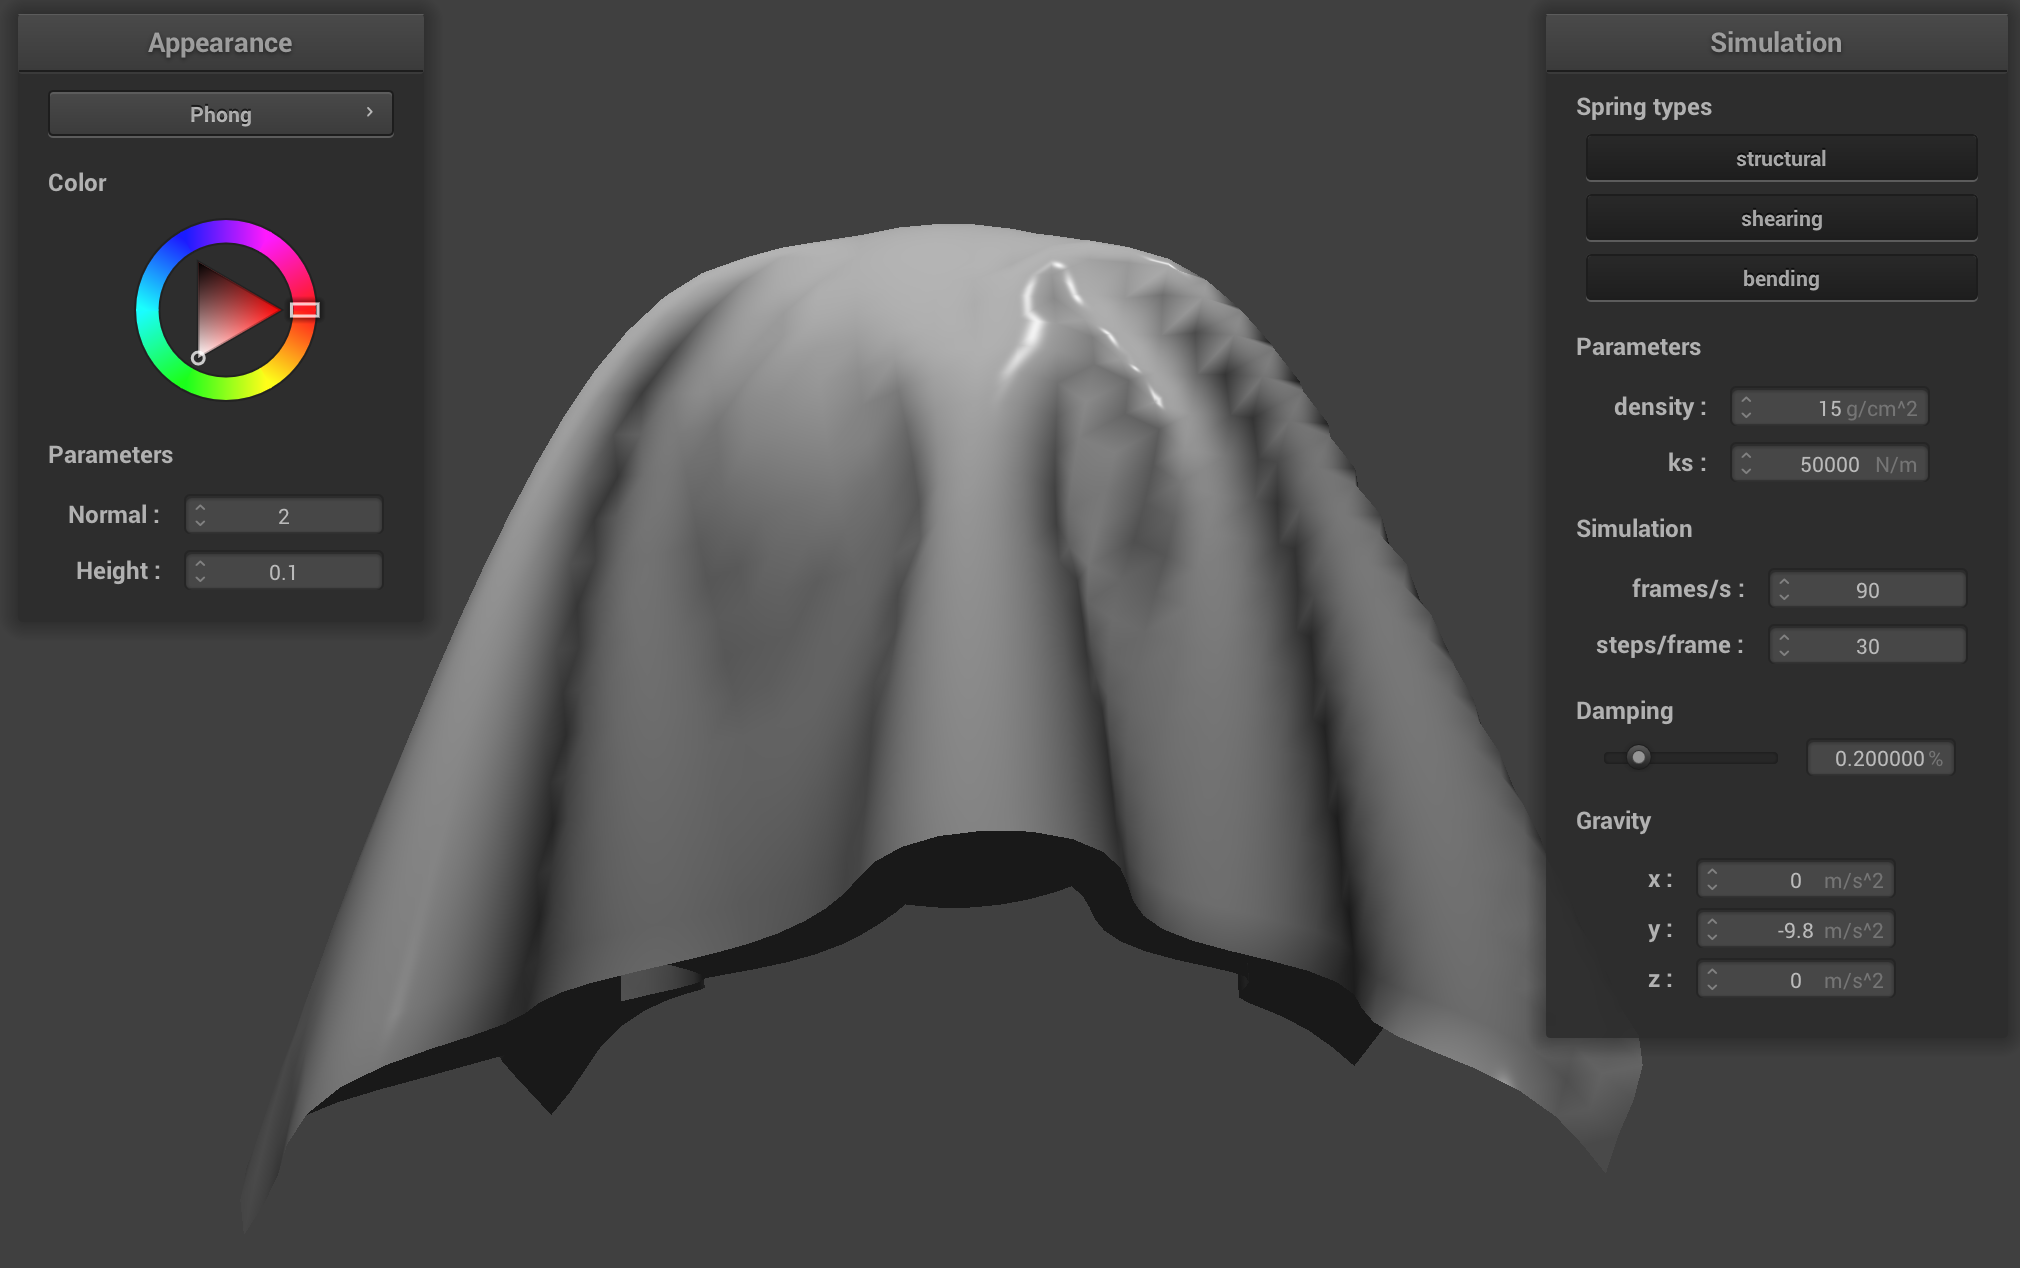 Appearance
Phong
Color
Parameters
Normal : 2
Height : 0.1
Simulation
Spring types
structural
shearing
bending
Parameters
density : 15 g/cm^2
ks : 50000 N/m
Simulation
frames/s : 90
steps/frame : 30
Damping
0.200000 %
Gravity
x : 0 m/s^2
y : -9.8 m/s^2
z : 0 m/s^2